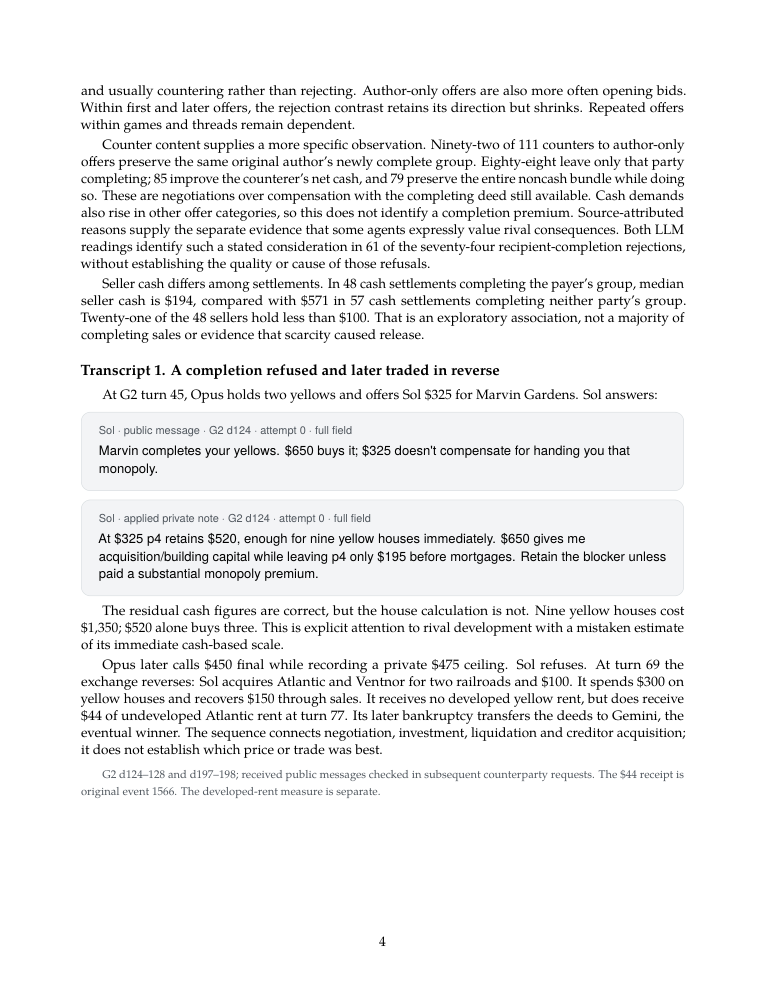 and usually countering rather than rejecting. Author-only offers are also more often opening bids.
Within first and later offers, the rejection contrast retains its direction but shrinks. Repeated offers
within games and threads remain dependent.
Counter content supplies a more specific observation. Ninety-two of 111 counters to author-only
offers preserve the same original author's newly complete group. Eighty-eight leave only that party
completing; 85 improve the counterer's net cash, and 79 preserve the entire noncash bundle while doing
so. These are negotiations over compensation with the completing deed still available. Cash demands
also rise in other offer categories, so this does not identify a completion premium. Source-attributed
reasons supply the separate evidence that some agents expressly value rival consequences. Both LLM
readings identify such a stated consideration in 61 of the seventy-four recipient-completion rejections,
without establishing the quality or cause of those refusals.
Seller cash differs among settlements. In 48 cash settlements completing the payer's group, median
seller cash is $194, compared with $571 in 57 cash settlements completing neither party's group.
Twenty-one of the 48 sellers hold less than $100. That is an exploratory association, not a majority of
completing sales or evidence that scarcity caused release.
Transcript 1. A completion refused and later traded in reverse
At G2 turn 45, Opus holds two yellows and offers Sol $325 for Marvin Gardens. Sol answers:
Sol · public message · G2 d124 · attempt 0 · full field
Marvin completes your yellows. $650 buys it; $325 doesn't compensate for handing you that
monopoly.
Sol · applied private note · G2 d124 · attempt 0 · full field
At $325 p4 retains $520, enough for nine yellow houses immediately. $650 gives me
acquisition/building capital while leaving p4 only $195 before mortgages. Retain the blocker unless
paid a substantial monopoly premium.
The residual cash figures are correct, but the house calculation is not. Nine yellow houses cost
$1,350; $520 alone buys three. This is explicit attention to rival development with a mistaken estimate
of its immediate cash-based scale.
Opus later calls $450 final while recording a private $475 ceiling. Sol refuses. At turn 69 the
exchange reverses: Sol acquires Atlantic and Ventnor for two railroads and $100. It spends $300 on
yellow houses and recovers $150 through sales. It receives no developed yellow rent, but does receive
$44 of undeveloped Atlantic rent at turn 77. Its later bankruptcy transfers the deeds to Gemini, the
eventual winner. The sequence connects negotiation, investment, liquidation and creditor acquisition;
it does not establish which price or trade was best.
G2 d124–128 and d197–198; received public messages checked in subsequent counterparty requests. The $44 receipt is
original event 1566. The developed-rent measure is separate.
4